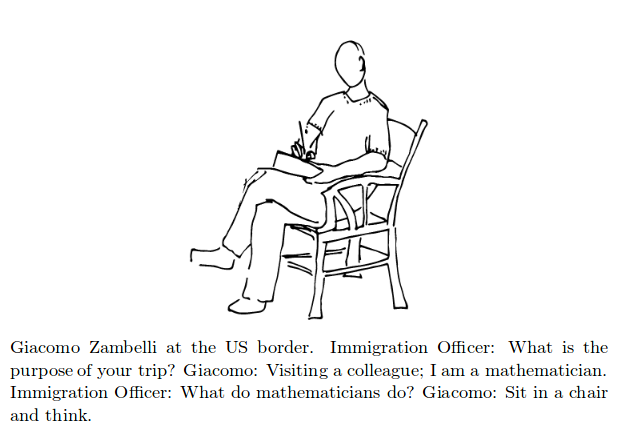 Giacomo Zambelli at the US border. Immigration Officer: What is the
purpose of your trip? Giacomo: Visiting a colleague; I am a mathematician.
Immigration Officer: What do mathematicians do? Giacomo: Sit in a chair
and think.